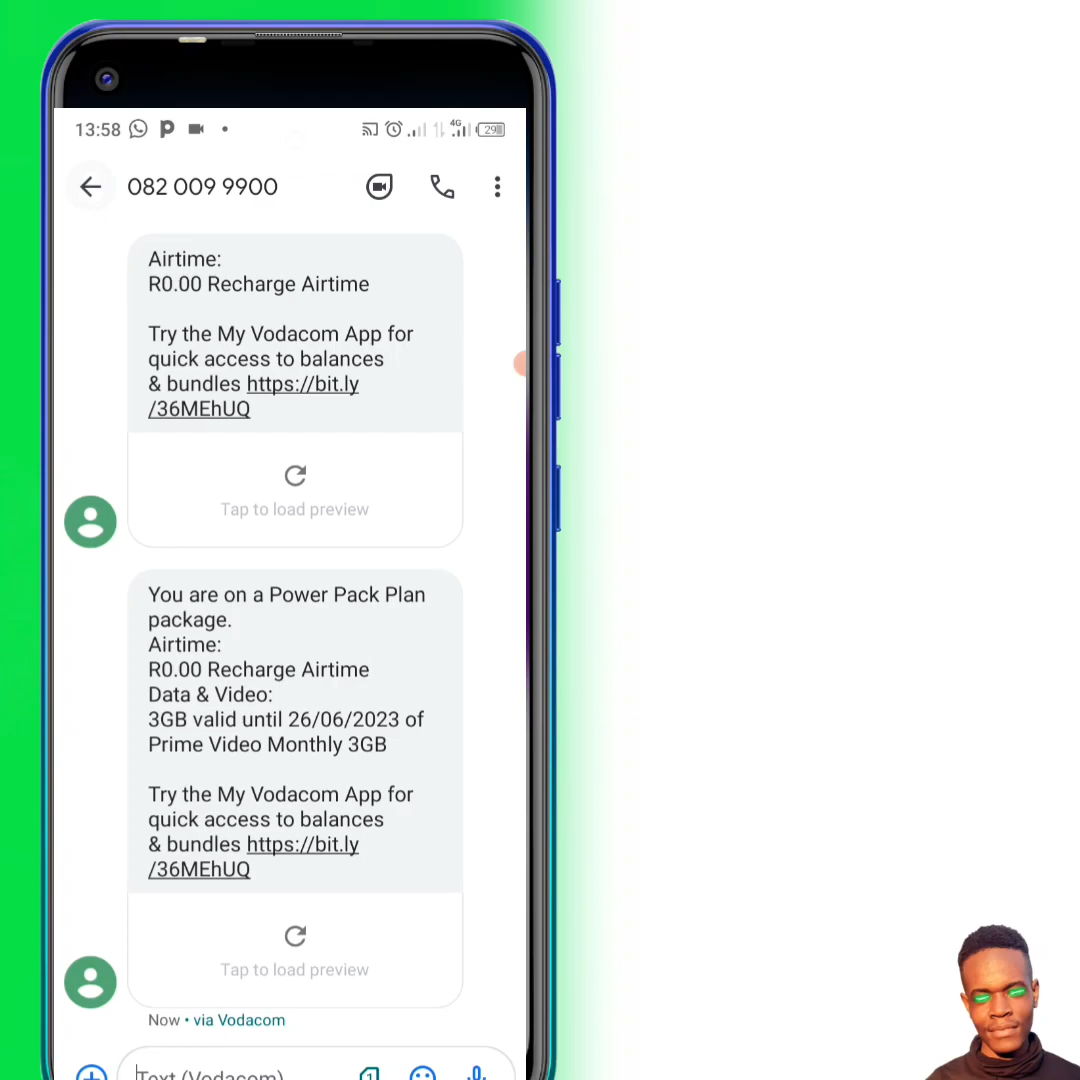 13:58
4G
29
082 009 9900
Airtime:
R0.00 Recharge Airtime
Try the My Vodacom App for
quick access to balances
& bundles https://bit.ly
/36MEhUQ
Tap to load preview
You are on a Power Pack Plan
package.
Airtime:
R0.00 Recharge Airtime
Data & Video:
3GB valid until 26/06/2023 of
Prime Video Monthly 3GB
Try the My Vodacom App for
quick access to balances
& bundles https://bit.ly
/36MEhUQ
Tap to load preview
Now • via Vodacom
Text (Vodacom)
1